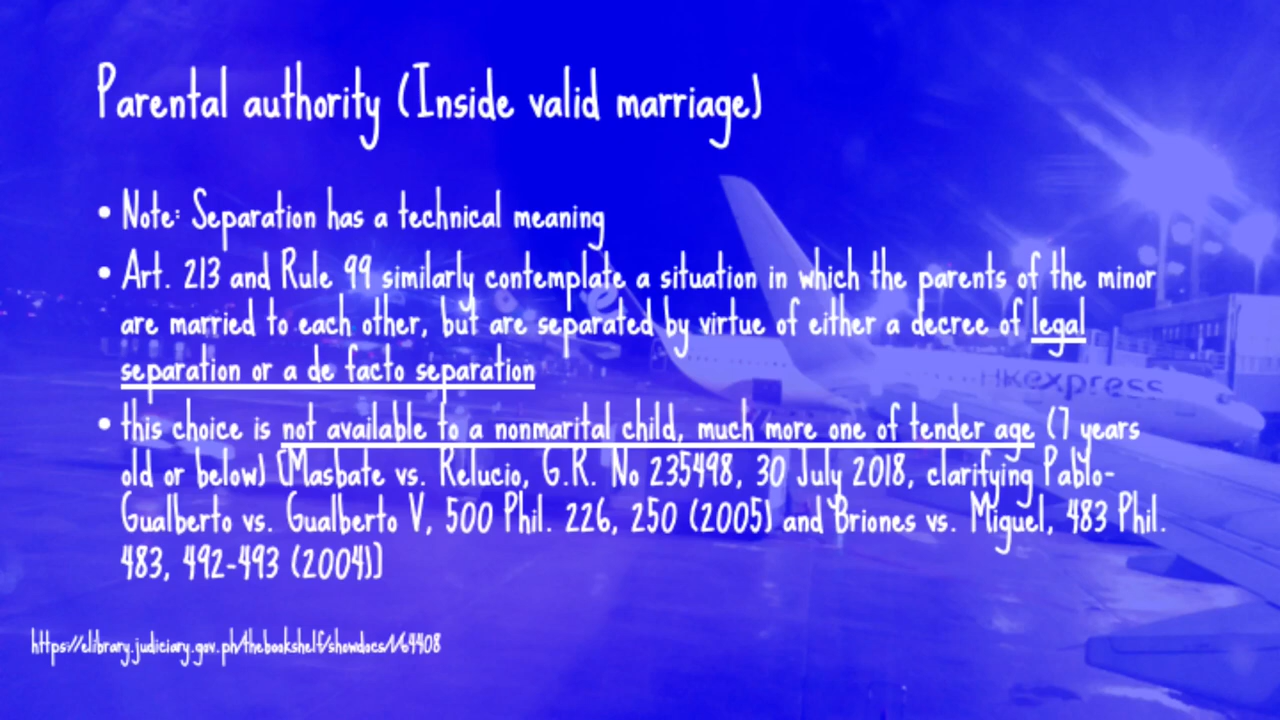 Parental authority (Inside valid marriage)
• Note: Separation has a technical meaning
• Art. 213 and Rule 99 similarly contemplate a situation in which the parents of the minor
are married to each other, but are separated by virtue of either a decree of legal
separation or a de facto separation
• this choice is not available to a nonmarital child, much more one of tender age (7 years
old or below) [Masbate vs. Relucio, G.R. No 235498, 30 July 2018, clarifying Pablo-
Gualberto vs. Gualberto V, 500 Phil. 226, 250 (2005) and Briones vs. Miguel, 483 Phil.
483, 492-493 (2004)]
HKexpress
https://elibrary.judiciary.gov.ph/thebookshelf/showdocs/1/64408